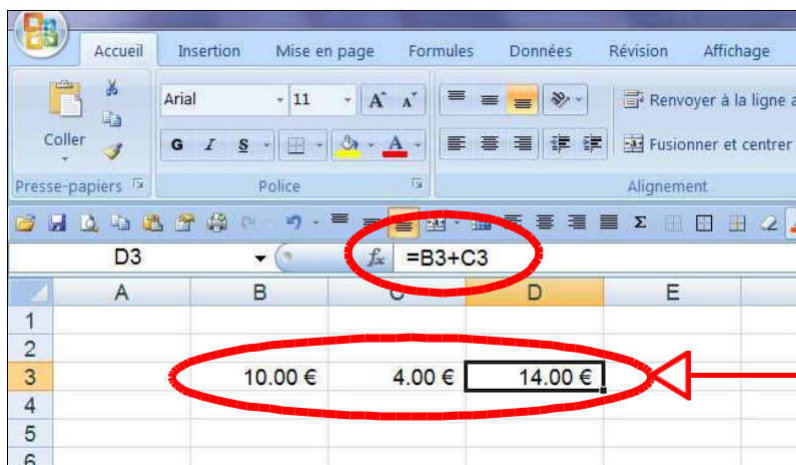 Accueil Insertion Mise en page Formules Données Révision Affichage
Arial 11 A A Renvoyer à la ligne a
Coller G I S A Fusionner et centrer
Presse-papiers Police Alignement
Σ
D3 fx =B3+C3
A B C D E
1
2
3 10.00 € 4.00 € 14.00 €
4
5
6